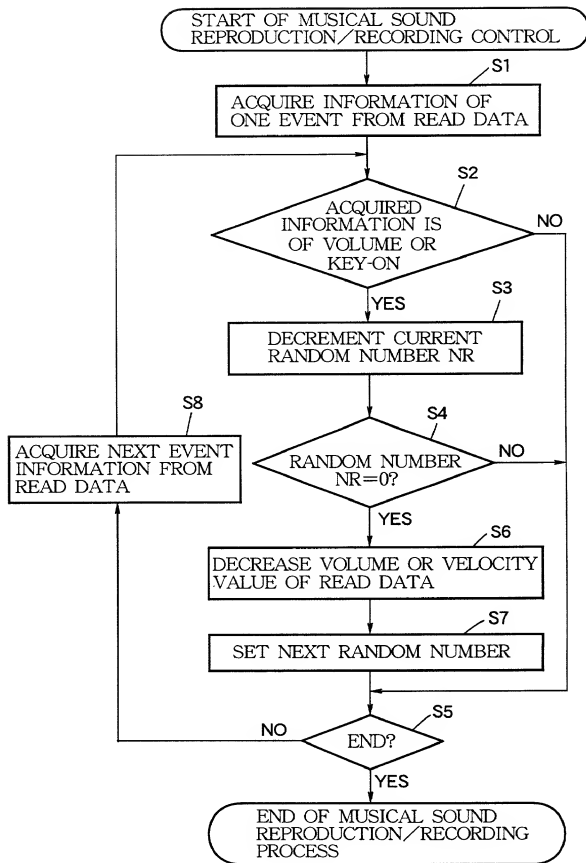 START OF MUSICAL SOUND
REPRODUCTION/RECORDING CONTROL
S1
ACQUIRE INFORMATION OF
ONE EVENT FROM READ DATA
S2
ACQUIRED
INFORMATION IS
OF VOLUME OR
KEY-ON
NO
YES
S3
DECREMENT CURRENT
RANDOM NUMBER NR
S8
ACQUIRE NEXT EVENT
INFORMATION FROM
READ DATA
S4
RANDOM NUMBER
NR=0?
NO
YES
S6
DECREASE VOLUME OR VELOCITY
VALUE OF READ DATA
S7
SET NEXT RANDOM NUMBER
S5
NO
END?
YES
END OF MUSICAL SOUND
REPRODUCTION/RECORDING
PROCESS